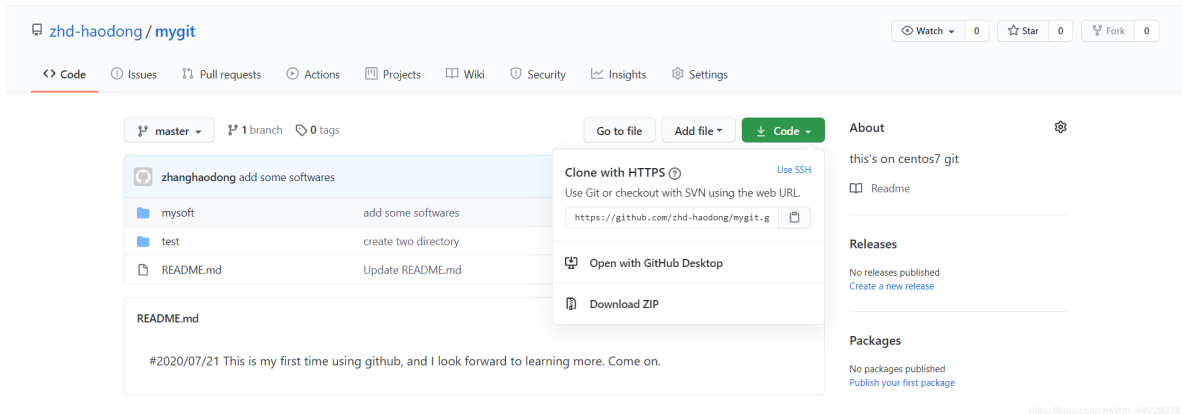 zhd-haodong / mygit
Watch 0 Star 0 Fork 0
Code Issues Pull requests Actions Projects Wiki Security Insights Settings
master 1 branch 0 tags Go to file Add file Code
About
this's on centos7 git
Readme
Clone with HTTPS Use SSH
Use Git or checkout with SVN using the web URL.
https://github.com/zhd-haodong/mygit.g
Open with GitHub Desktop
Download ZIP
zhanghaodong add some softwares
mysoft add some softwares
test create two directory
README.md Update README.md
README.md
#2020/07/21 This is my first time using github, and I look forward to learning more. Come on.
Releases
No releases published
Create a new release
Packages
No packages published
Publish your first package